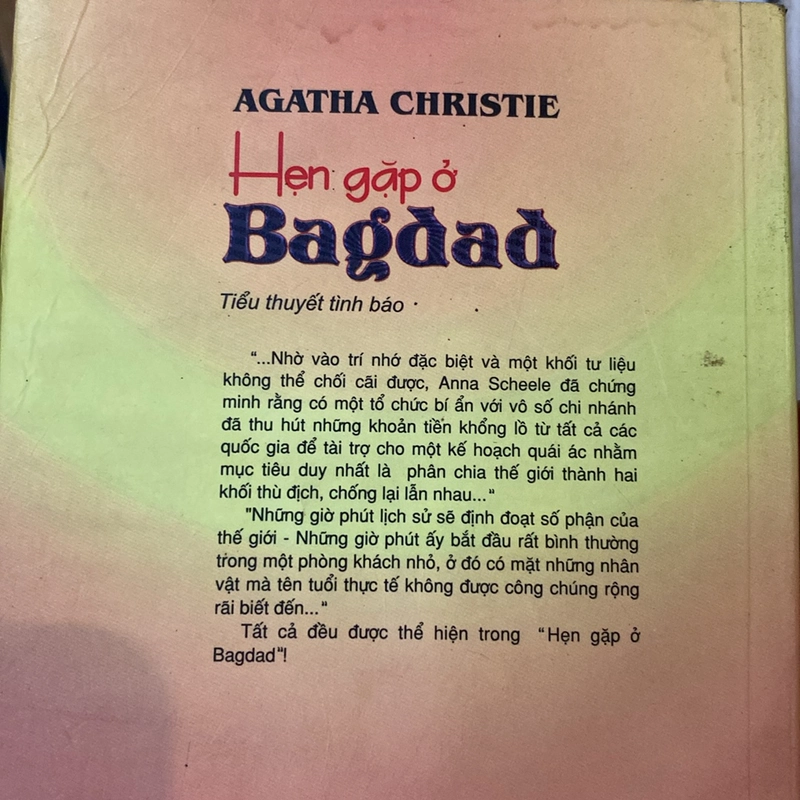 AGATHA CHRISTIE
Hẹn gặp ở
Bagdad
Tiểu thuyết tình báo
"...Nhờ vào trí nhớ đặc biệt và một khối tư liệu
không thể chối cãi được, Anna Scheele đã chứng
minh rằng có một tổ chức bí ẩn với vô số chi nhánh
đã thu hút những khoản tiền khổng lồ từ tất cả các
quốc gia để tài trợ cho một kế hoạch quái ác nhằm
mục tiêu duy nhất là phân chia thế giới thành hai
khối thù địch, chống lại lẫn nhau..."
"Những giờ phút lịch sử sẽ định đoạt số phận của
thế giới - Những giờ phút ấy bắt đầu rất bình thường
trong một phòng khách nhỏ, ở đó có mặt những nhân
vật mà tên tuổi thực tế không được công chúng rộng
rãi biết đến..."
Tất cả đều được thể hiện trong "Hẹn gặp ở
Bagdad"!